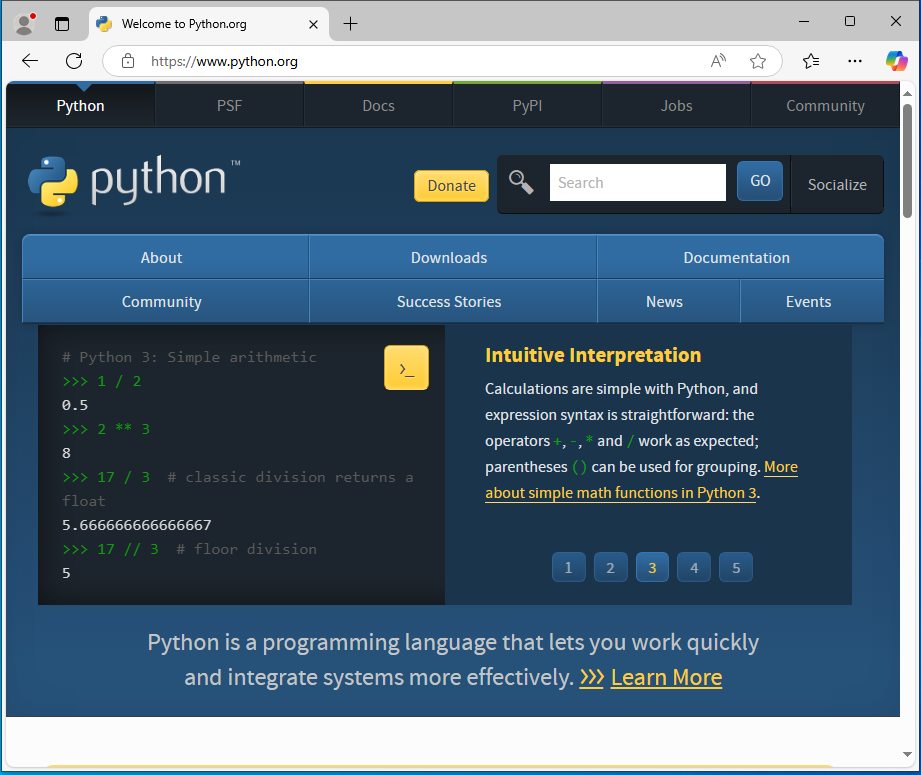 Welcome to Python.org
https://www.python.org
Python PSF Docs PyPI Jobs Community
python™
Donate
Search
GO
Socialize
About Downloads Documentation
Community Success Stories News Events
# Python 3: Simple arithmetic
>>> 1 / 2
0.5
>>> 2 ** 3
8
>>> 17 / 3  # classic division returns a
float
5.666666666666667
>>> 17 // 3  # floor division
5
>_
Intuitive Interpretation
Calculations are simple with Python, and
expression syntax is straightforward: the
operators +, -, * and / work as expected;
parentheses () can be used for grouping. More
about simple math functions in Python 3.
1 2 3 4 5
Python is a programming language that lets you work quickly
and integrate systems more effectively. >>> Learn More